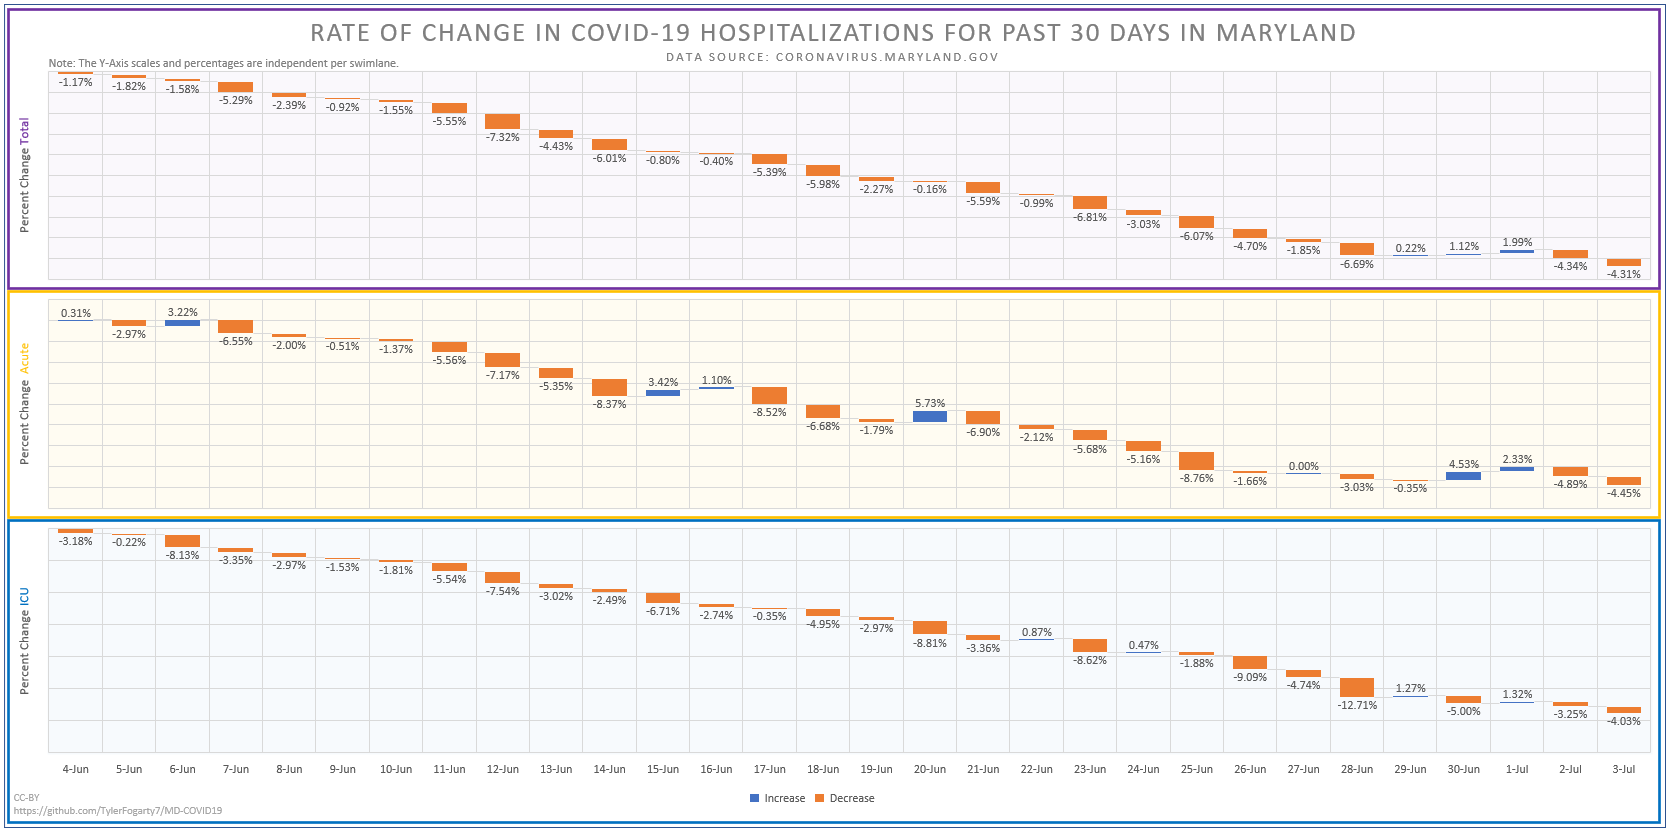 RATE OF CHANGE IN COVID-19 HOSPITALIZATIONS FOR PAST 30 DAYS IN MARYLAND
DATA SOURCE: CORONAVIRUS.MARYLAND.GOV
Note: The Y-Axis scales and percentages are independent per swimlane.
Percent Change Total
-1.17% -1.82% -1.58% -5.29% -2.39% -0.92% -1.55% -5.55% -7.32% -4.43% -6.01% -0.80% -0.40% -5.39% -5.98% -2.27% -0.16% -5.59% -0.99% -6.81% -3.03% -6.07% -4.70% -1.85% -6.69% 0.22% 1.12% 1.99% -4.34% -4.31%
Percent Change Acute
0.31% -2.97% 3.22% -6.55% -2.00% -0.51% -1.37% -5.56% -7.17% -5.35% -8.37% 3.42% 1.10% -8.52% -6.68% -1.79% 5.73% -6.90% -2.12% -5.68% -5.16% -8.76% -1.66% 0.00% -3.03% -0.35% 4.53% 2.33% -4.89% -4.45%
Percent Change ICU
-3.18% -0.22% -8.13% -3.35% -2.97% -1.53% -1.81% -5.54% -7.54% -3.02% -2.49% -6.71% -2.74% -0.35% -4.95% -2.97% -8.81% -3.36% 0.87% -8.62% 0.47% -1.88% -9.09% -4.74% -12.71% 1.27% -5.00% 1.32% -3.25% -4.03%
4-Jun 5-Jun 6-Jun 7-Jun 8-Jun 9-Jun 10-Jun 11-Jun 12-Jun 13-Jun 14-Jun 15-Jun 16-Jun 17-Jun 18-Jun 19-Jun 20-Jun 21-Jun 22-Jun 23-Jun 24-Jun 25-Jun 26-Jun 27-Jun 28-Jun 29-Jun 30-Jun 1-Jul 2-Jul 3-Jul
Increase Decrease
CC-BY
https://github.com/TylerFogarty7/MD-COVID19